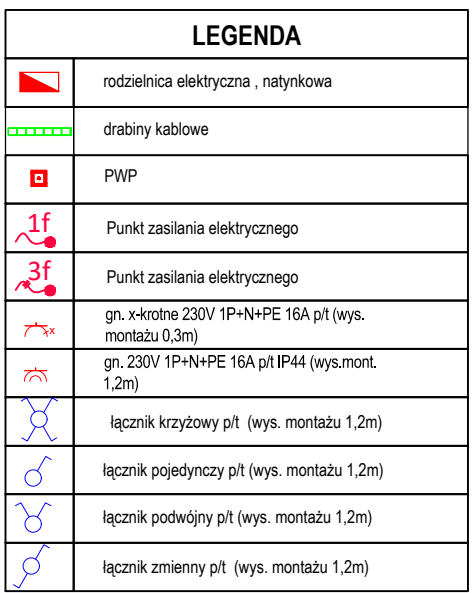 LEGENDA
rodzielnica elektryczna , natynkowa
drabiny kablowe
PWP
1f
Punkt zasilania elektrycznego
3f
Punkt zasilania elektrycznego
gn. x-krotne 230V 1P+N+PE 16A p/t (wys.
montażu 0,3m)
x
gn. 230V 1P+N+PE 16A p/t IP44 (wys.mont.
1,2m)
łącznik krzyżowy p/t (wys. montażu 1,2m)
łącznik pojedynczy p/t (wys. montażu 1,2m)
łącznik podwójny p/t (wys. montażu 1,2m)
łącznik zmienny p/t (wys. montażu 1,2m)